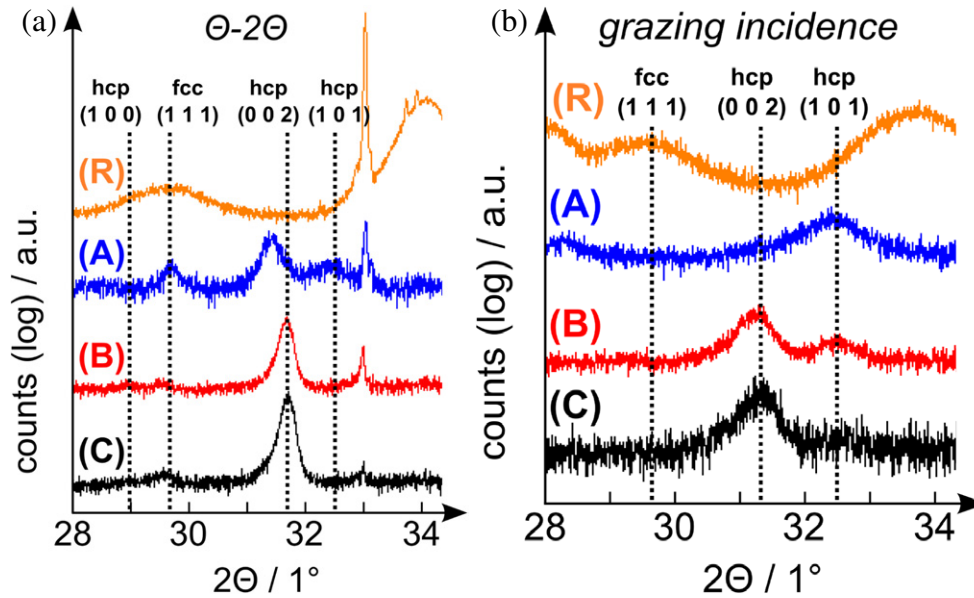 (a)
Θ-2Θ
hcp fcc hcp hcp
(1 0 0) (1 1 1) (0 0 2) (1 0 1)
(R)
(A)
(B)
(C)
counts (log) / a.u.
28 30 32 34
2Θ / 1°
(b)
grazing incidence
fcc hcp hcp
(1 1 1) (0 0 2) (1 0 1)
(R)
(A)
(B)
(C)
counts (log) / a.u.
28 30 32 34
2Θ / 1°